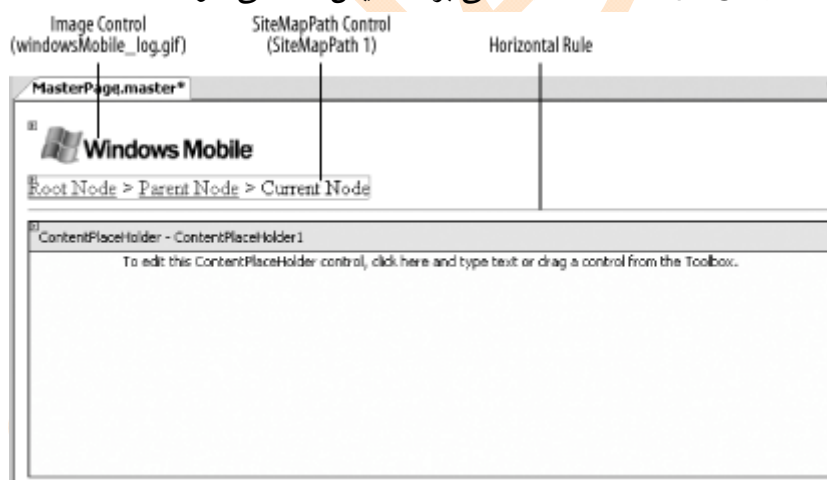 Image Control
(windowsMobile_log.gif)
SiteMapPath Control
(SiteMapPath 1)
Horizontal Rule
MasterPage.master*
Windows Mobile
Root Node > Parent Node > Current Node
ContentPlaceHolder - ContentPlaceHolder1
To edit this ContentPlaceHolder control, click here and type text or drag a control from the Toolbox.